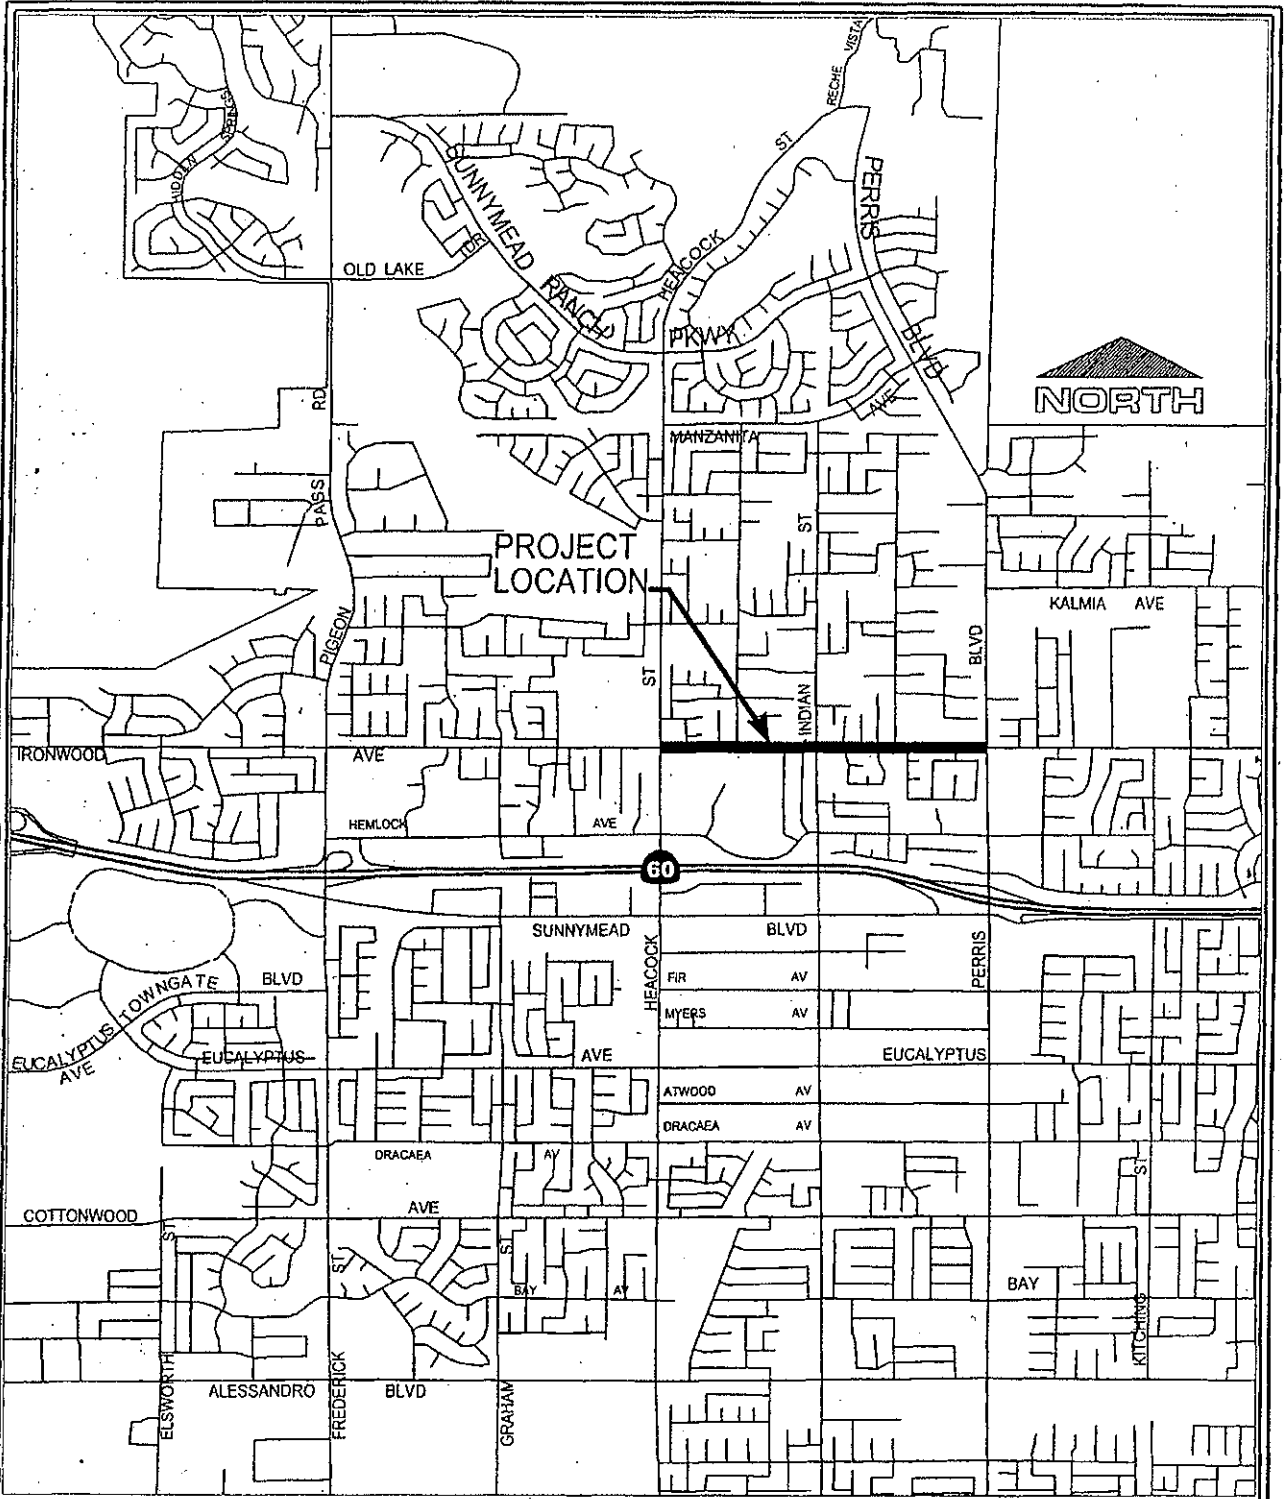 RECHE VISTA
HIDDEN SPRINGS
SUNNYMEAD RANCH PKWY
HEACOCK ST
PERRIS BLVD
OLD LAKE DR
NORTH
RD
MANZANITA AVE
PASS
ST
PROJECT
LOCATION
KALMIA AVE
PIGEON
ST
BLVD
INDIAN
IRONWOOD AVE
HEMLOCK AVE
60
SUNNYMEAD BLVD
HEACOCK
PERRIS
FIR AV
TOWNGATE BLVD
MYERS AV
EUCALYPTUS
AVE
EUCALYPTUS AVE EUCALYPTUS
ATWOOD AV
DRACAEA AV
DRACAEA AV
ST
COTTONWOOD AVE
ST
ST
ST
BAY AV
BAY
KITCHING
ELSWORTH
FREDERICK
GRAHAM
ALESSANDRO BLVD